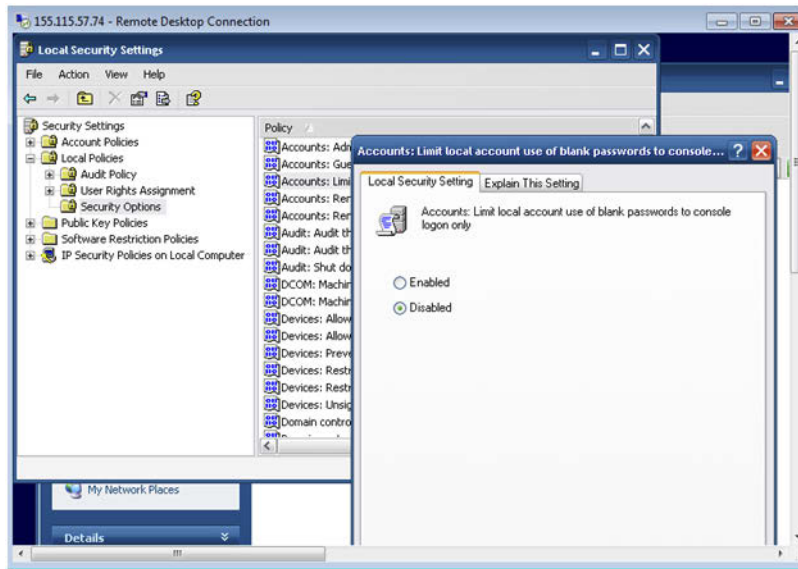 155.115.57.74 - Remote Desktop Connection
Local Security Settings
File Action View Help
Security Settings
Account Policies
Local Policies
Audit Policy
User Rights Assignment
Security Options
Public Key Policies
Software Restriction Policies
IP Security Policies on Local Computer
Policy
Accounts: Adm
Accounts: Gue
Accounts: Limi
Accounts: Ren
Accounts: Ren
Audit: Audit th
Audit: Audit th
Audit: Shut do
DCOM: Machin
DCOM: Machin
Devices: Allow
Devices: Allow
Devices: Preve
Devices: Restr
Devices: Restr
Devices: Unsig
Domain contro
Accounts: Limit local account use of blank passwords to console...
Local Security Setting
Explain This Setting
Accounts: Limit local account use of blank passwords to console
logon only
Enabled
Disabled
My Network Places
Details